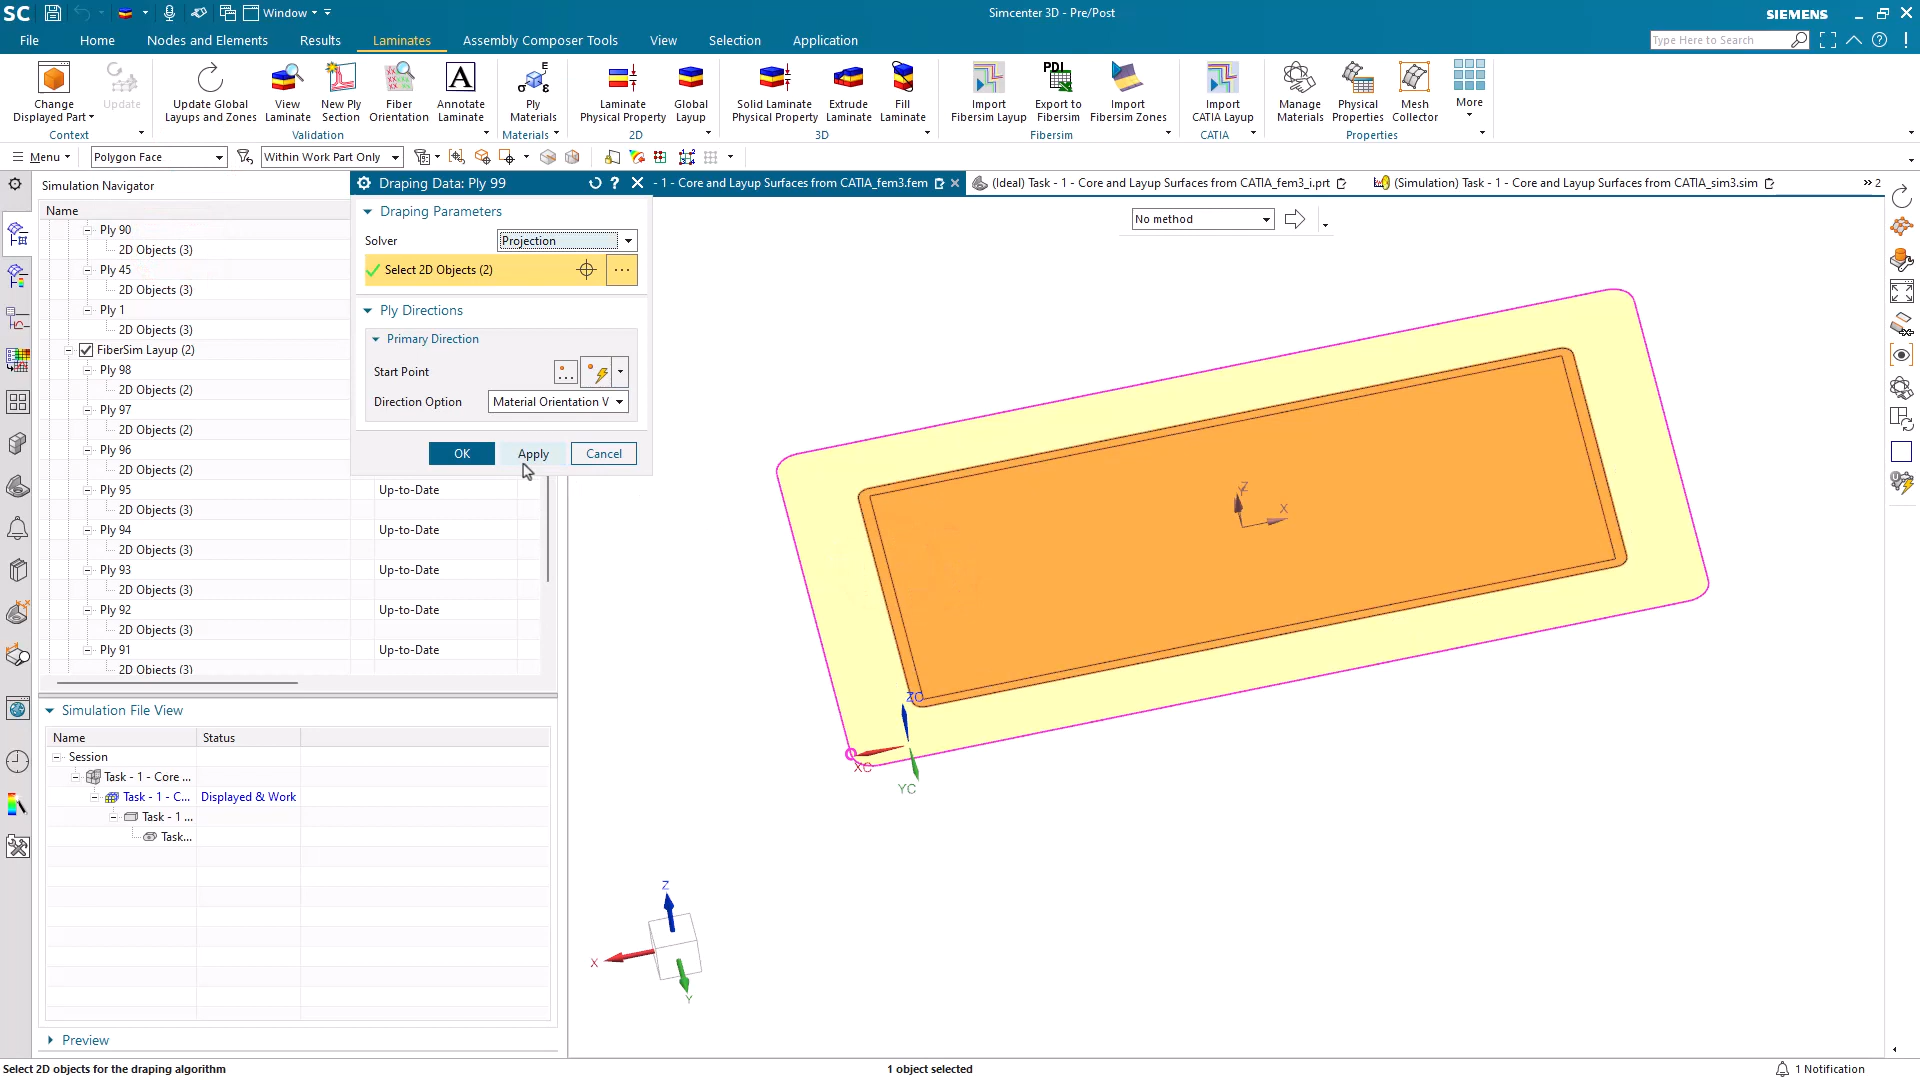 SC Window Simcenter 3D - Pre/Post SIEMENS
File Home Nodes and Elements Results Laminates Assembly Composer Tools View Selection Application Type Here to Search
Change Displayed Part
Update
Update Global Layups and Zones
View Laminate
New Ply Section
Fiber Orientation
Annotate Laminate
Ply Materials
Laminate Physical Property
Global Layup
Solid Laminate Physical Property
Extrude Laminate
Fill Laminate
Import Fibersim Layup
Export to Fibersim
Import Fibersim Zones
Import CATIA Layup
Manage Materials
Physical Properties
Mesh Collector
More
Context Validation Materials 2D 3D Fibersim CATIA Properties
Menu Polygon Face Within Work Part Only
Simulation Navigator
Draping Data: Ply 99
- 1 - Core and Layup Surfaces from CATIA_fem3.fem
(Ideal) Task - 1 - Core and Layup Surfaces from CATIA_fem3_i.prt
(Simulation) Task - 1 - Core and Layup Surfaces from CATIA_sim3.sim
2
Name
Ply 90
2D Objects (3)
Ply 45
2D Objects (3)
Ply 1
2D Objects (3)
FiberSim Layup (2)
Ply 98
2D Objects (2)
Ply 97
2D Objects (2)
Ply 96
2D Objects (2)
Ply 95 Up-to-Date
2D Objects (3)
Ply 94 Up-to-Date
2D Objects (3)
Ply 93 Up-to-Date
2D Objects (3)
Ply 92 Up-to-Date
2D Objects (3)
Ply 91 Up-to-Date
2D Objects (3)
Draping Parameters
Solver Projection
Select 2D Objects (2)
Ply Directions
Primary Direction
Start Point
Direction Option Material Orientation V
OK Apply Cancel
No method
Z
Y
X
ZC
XC
YC
Z
X
Y
Simulation File View
Name Status
Session
Task - 1 - Core ...
Task - 1 - C... Displayed & Work
Task - 1 ...
Task...
Preview
Select 2D objects for the draping algorithm
1 object selected
1 Notification